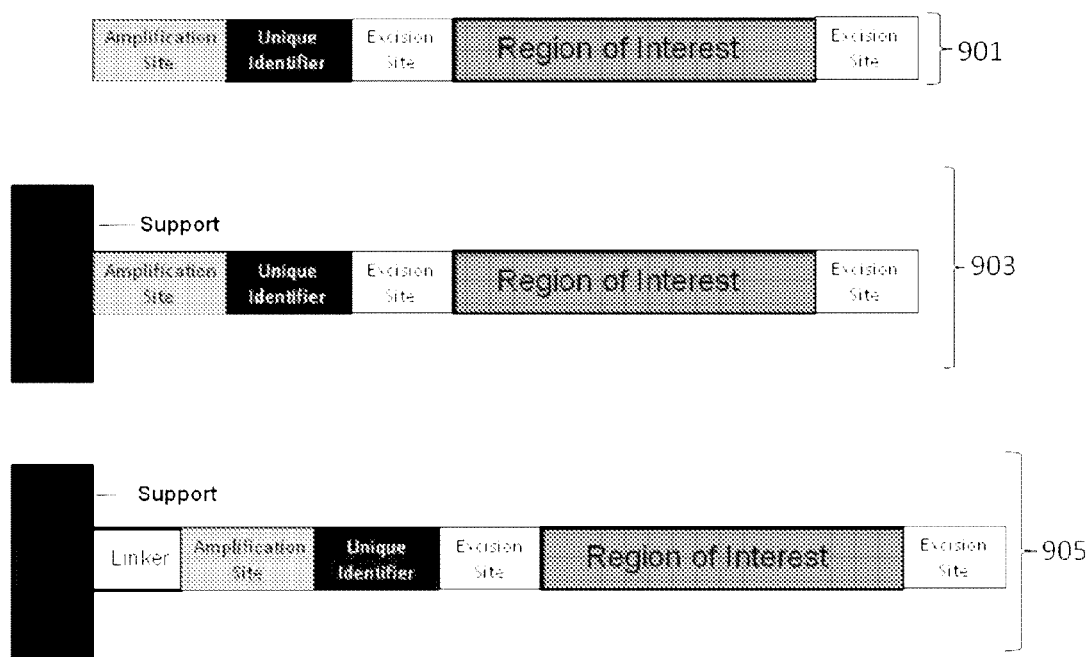 Amplification Site
Unique Identifier
Excision Site
Region of Interest
Excision Site
901
Support
Amplification Site
Unique Identifier
Excision Site
Region of Interest
Excision Site
903
Support
Linker
Amplification Site
Unique Identifier
Excision Site
Region of Interest
Excision Site
905